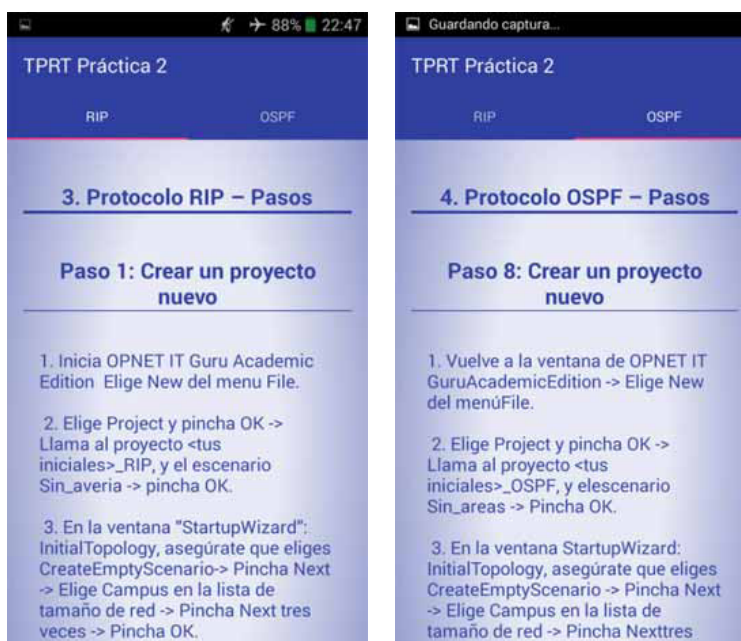 88% 22:47
TPRT Práctica 2
RIP OSPF
3. Protocolo RIP – Pasos
Paso 1: Crear un proyecto
nuevo
1. Inicia OPNET IT Guru Academic
Edition  Elige New del menu File.
2. Elige Project y pincha OK ->
Llama al proyecto <tus
iniciales>_RIP, y el escenario
Sin_averia -> pincha OK.
3. En la ventana "StartupWizard":
InitialTopology, asegúrate que eliges
CreateEmptyScenario-> Pincha Next
-> Elige Campus en la lista de
tamaño de red -> Pincha Next tres
veces -> Pincha OK.
Guardando captura...
TPRT Práctica 2
RIP OSPF
4. Protocolo OSPF – Pasos
Paso 8: Crear un proyecto
nuevo
1. Vuelve a la ventana de OPNET IT
GuruAcademicEdition -> Elige New
del menúFile.
2. Elige Project y pincha OK ->
Llama al proyecto <tus
iniciales>_OSPF, y elescenario
Sin_areas -> Pincha OK.
3. En la ventana StartupWizard:
InitialTopology, asegúrate que eliges
CreateEmptyScenario -> Pincha Next
-> Elige Campus en la lista de
tamaño de red -> Pincha Nexttres